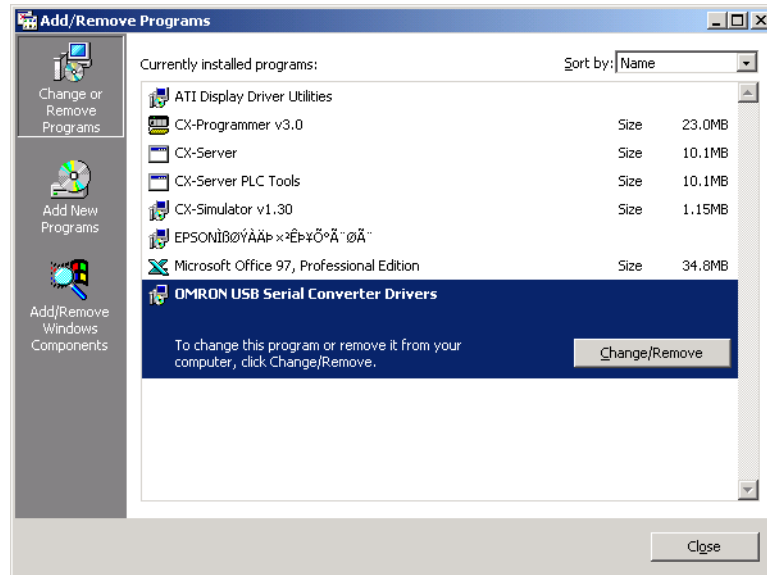 Add/Remove Programs
Currently installed programs:
Sort by: Name
Change or
Remove
Programs
Add New
Programs
Add/Remove
Windows
Components
ATI Display Driver Utilities
CX-Programmer v3.0 Size 23.0MB
CX-Server Size 10.1MB
CX-Server PLC Tools Size 10.1MB
CX-Simulator v1.30 Size 1.15MB
EPSONÌßØÝÀÄÞ×²ÊÞ¥Õ°Ã¨ØÃ¨
Microsoft Office 97, Professional Edition Size 34.8MB
OMRON USB Serial Converter Drivers
To change this program or remove it from your
computer, click Change/Remove.
Change/Remove
Close